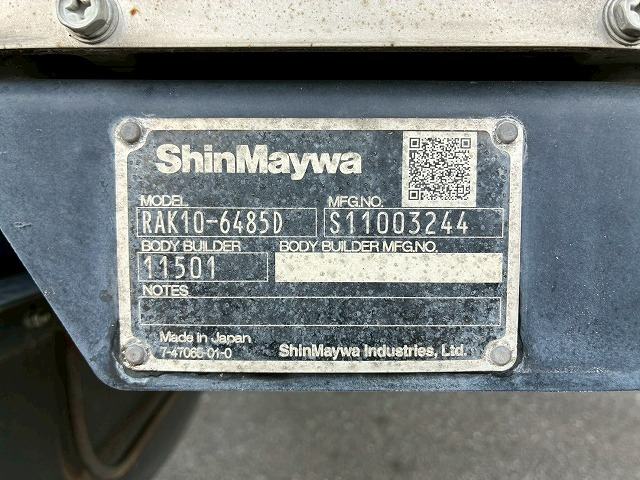 ShinMaywa
MODEL MFG.NO.
RAK10-6485D S11003244
BODY BUILDER BODY BUILDER MFG.NO.
11501
NOTES
Made in Japan
7-47065-01-0 ShinMaywa Industries, Ltd.